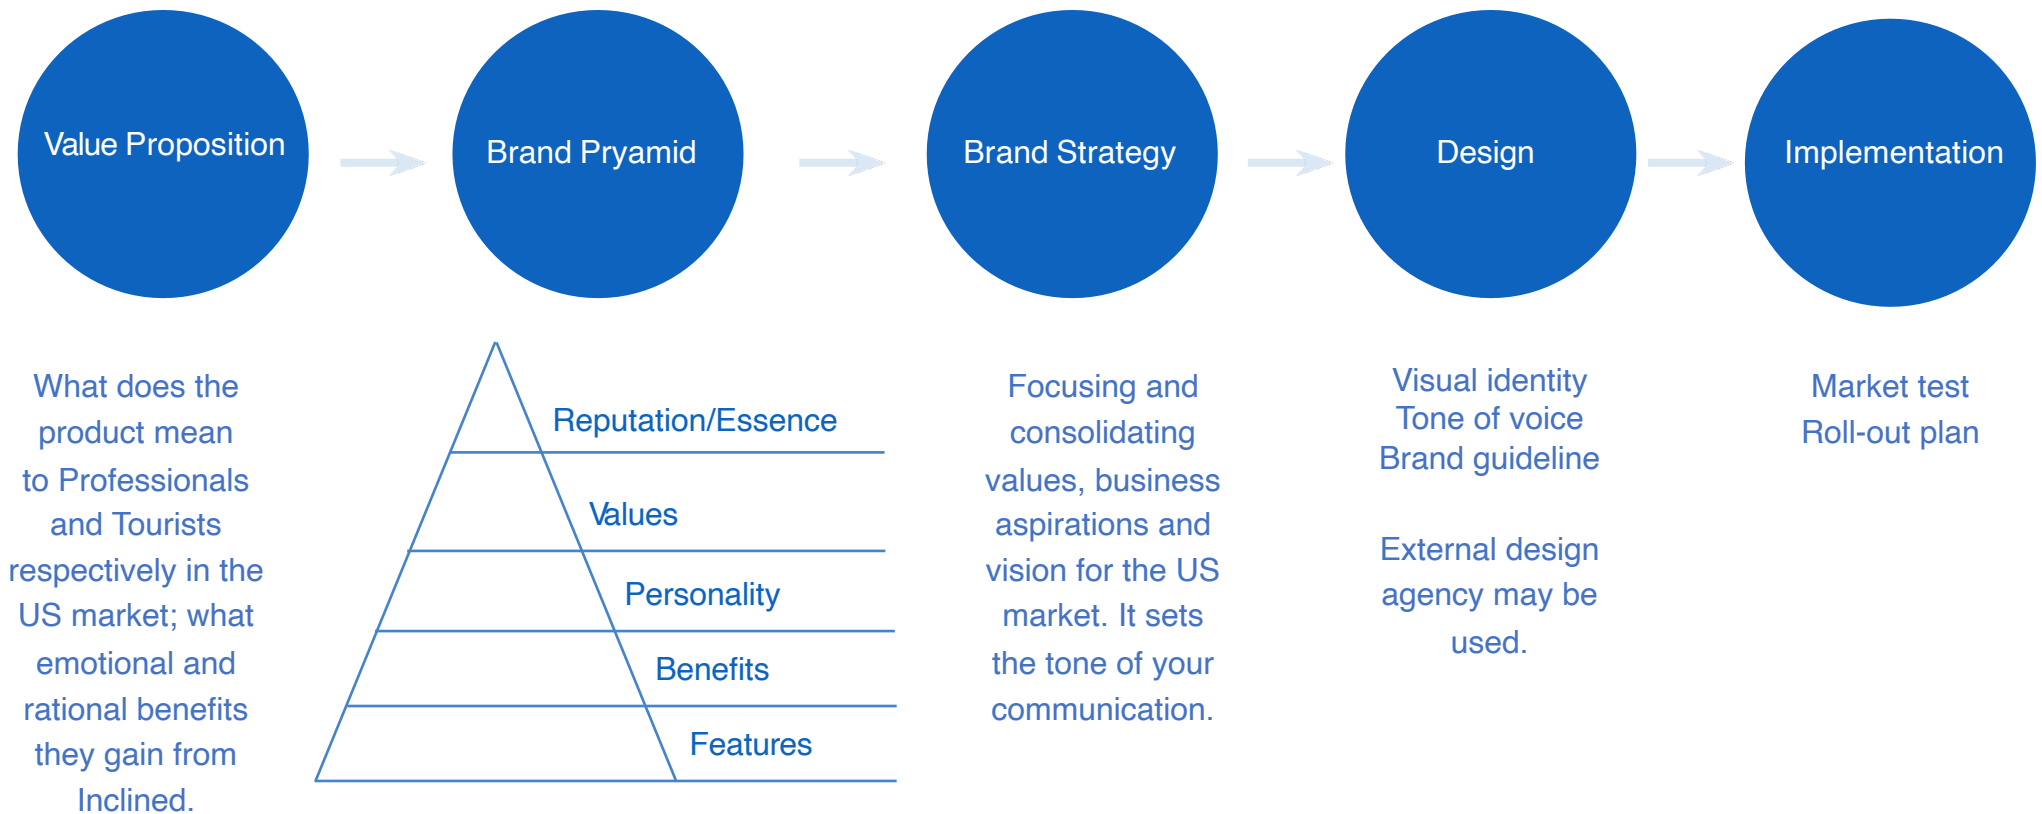 Value Proposition
Brand Pryamid
Brand Strategy
Design
Implementation
What does the
product mean
to Professionals
and Tourists
respectively in the
US market; what
emotional and
rational benefits
they gain from
Inclined.
Reputation/Essence
Values
Personality
Benefits
Features
Focusing and
consolidating
values, business
aspirations and
vision for the US
market. It sets
the tone of your
communication.
Visual identity
Tone of voice
Brand guideline
External design
agency may be
used.
Market test
Roll-out plan